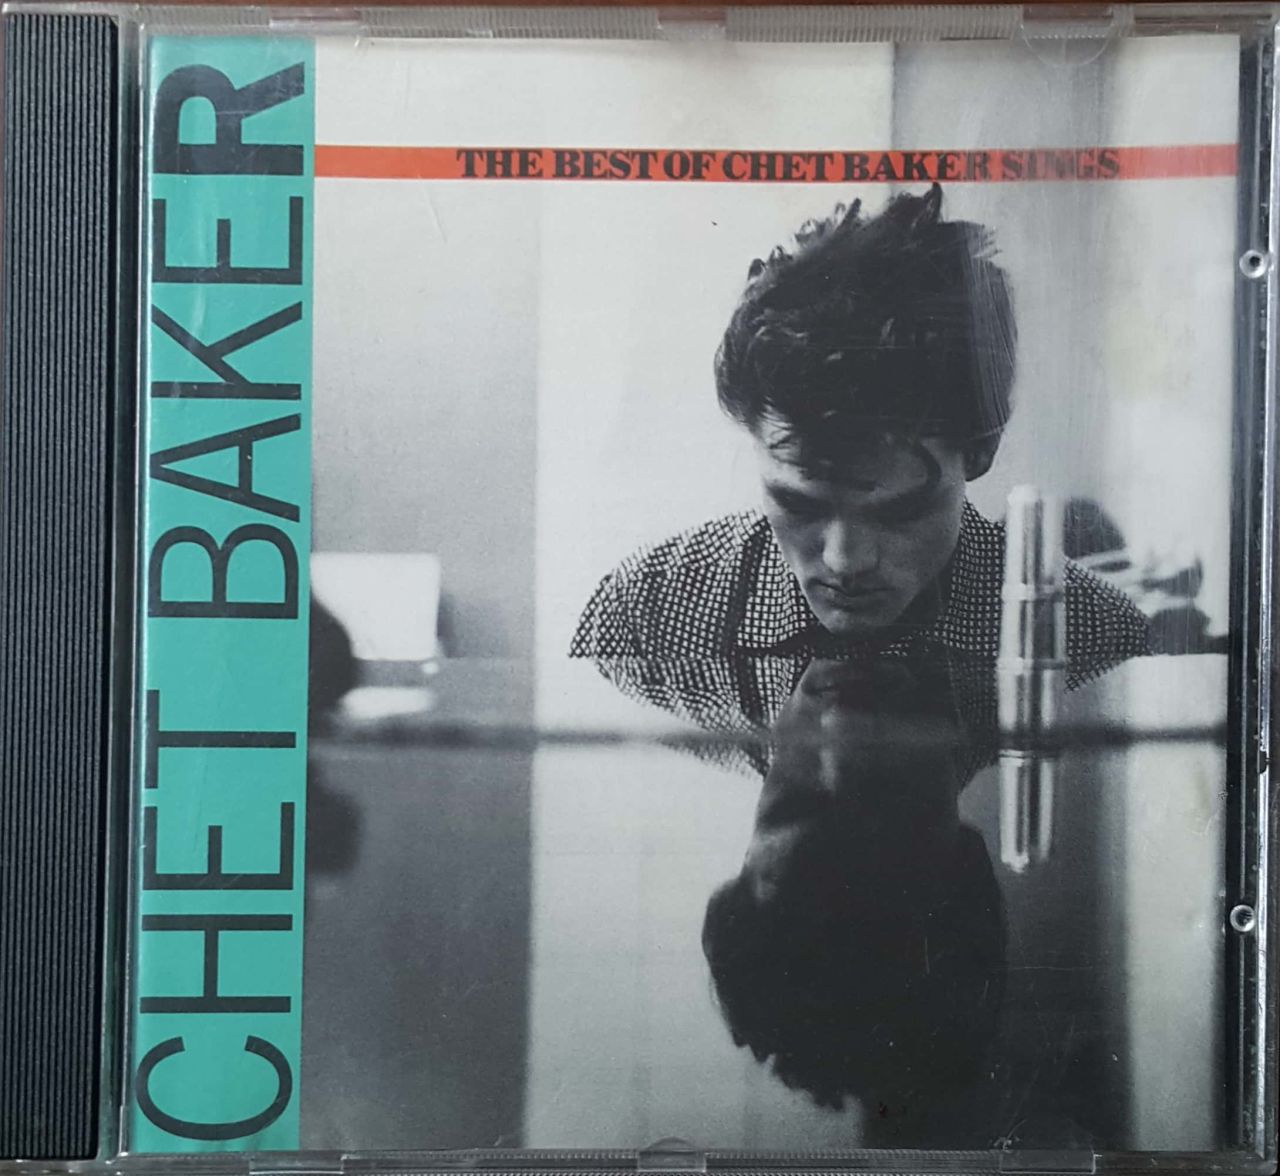 CHET BAKER
THE BEST OF CHET BAKER SINGS